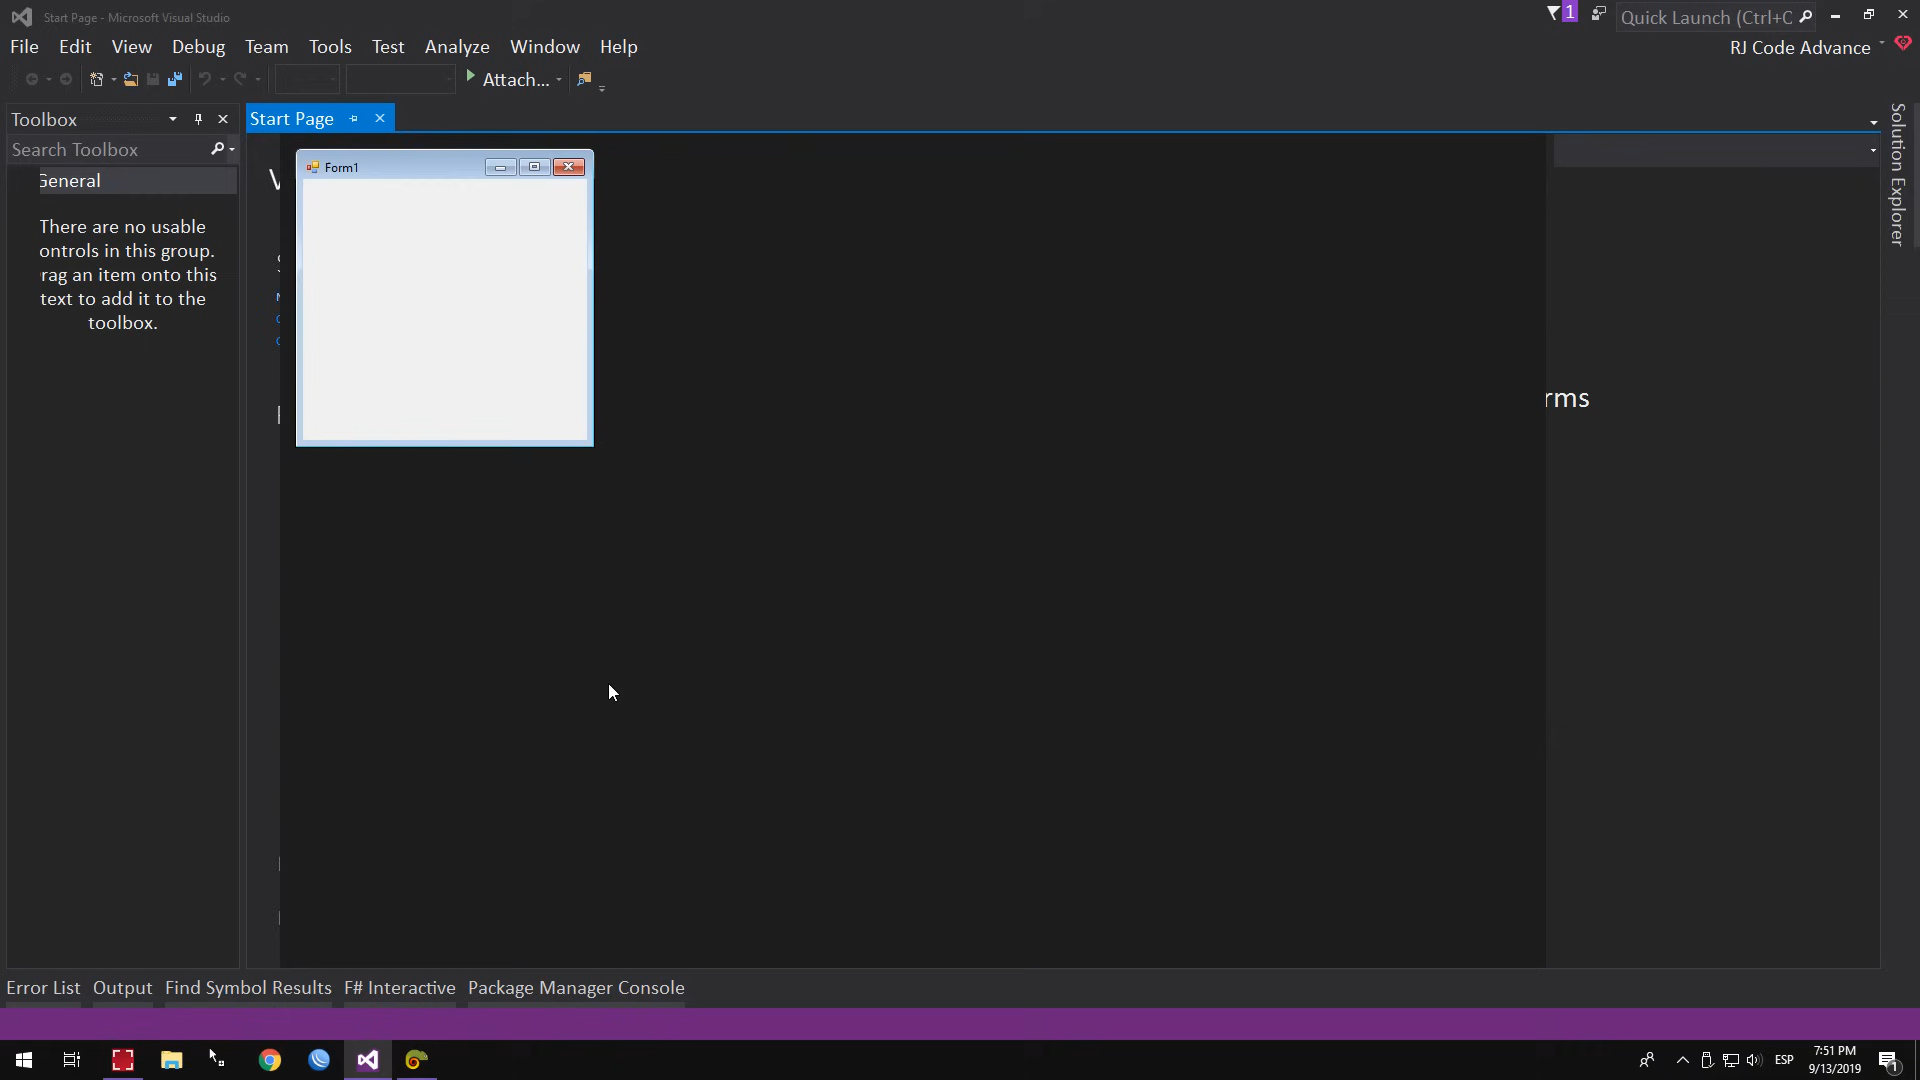 Start Page - Microsoft Visual Studio
1
Quick Launch (Ctrl+C
File Edit View Debug Team Tools Test Analyze Window Help
RJ Code Advance
Attach...
Toolbox
Start Page
Search Toolbox
General
There are no usable
ontrols in this group.
rag an item onto this
text to add it to the
toolbox.
Form1
rms
Solution Explorer
Error List Output Find Symbol Results F# Interactive Package Manager Console
ESP
7:51 PM
9/13/2019
1